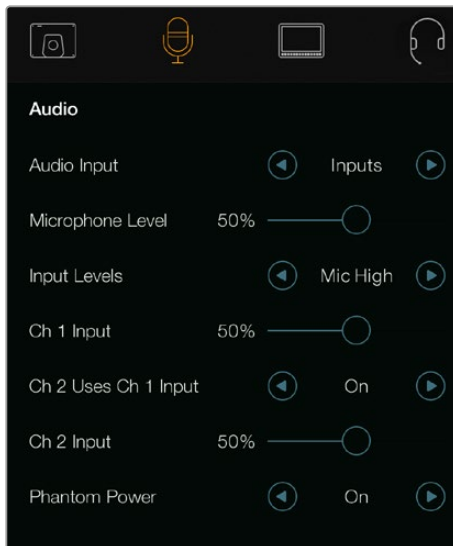 Audio
Audio Input Inputs
Microphone Level 50%
Input Levels Mic High
Ch 1 Input 50%
Ch 2 Uses Ch 1 Input On
Ch 2 Input 50%
Phantom Power On